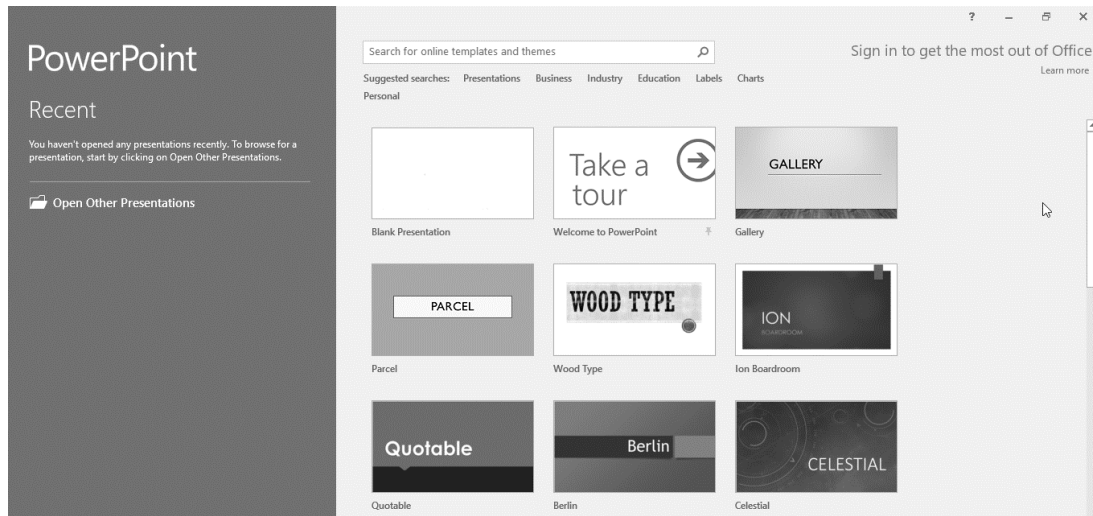 PowerPoint
Recent
You haven't opened any presentations recently. To browse for a
presentation, start by clicking on Open Other Presentations.
Open Other Presentations
?
Search for online templates and themes
Sign in to get the most out of Office
Learn more
Suggested searches: Presentations Business Industry Education Labels Charts
Personal
Take a
tour
GALLERY
Blank Presentation
Welcome to PowerPoint
Gallery
PARCEL
WOOD TYPE
ION
BOARDROOM
Parcel
Wood Type
Ion Boardroom
Quotable
Berlin
CELESTIAL
Quotable
Berlin
Celestial